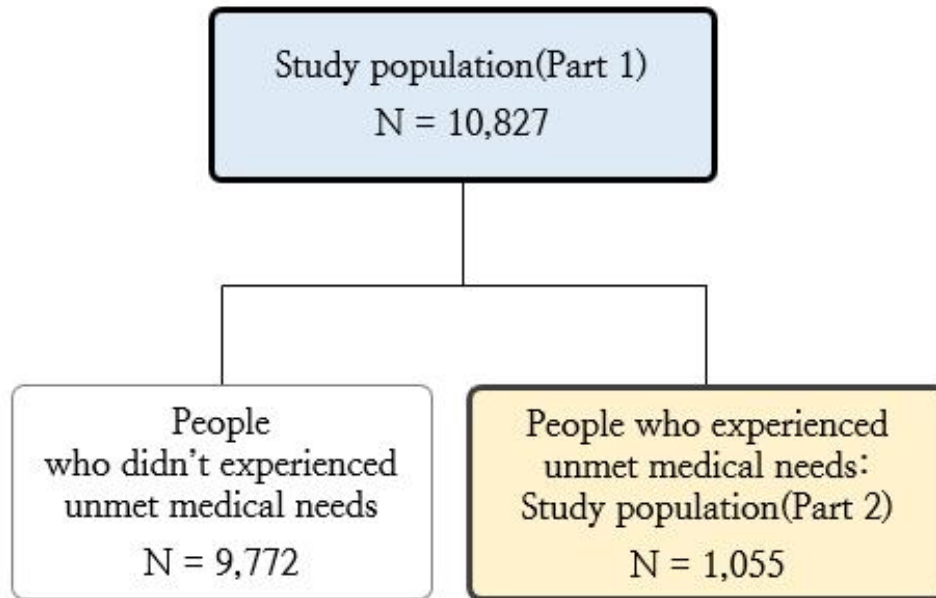 Study population(Part 1)
N = 10,827
People
who didn't experienced
unmet medical needs
N = 9,772
People who experienced
unmet medical needs:
Study population(Part 2)
N = 1,055